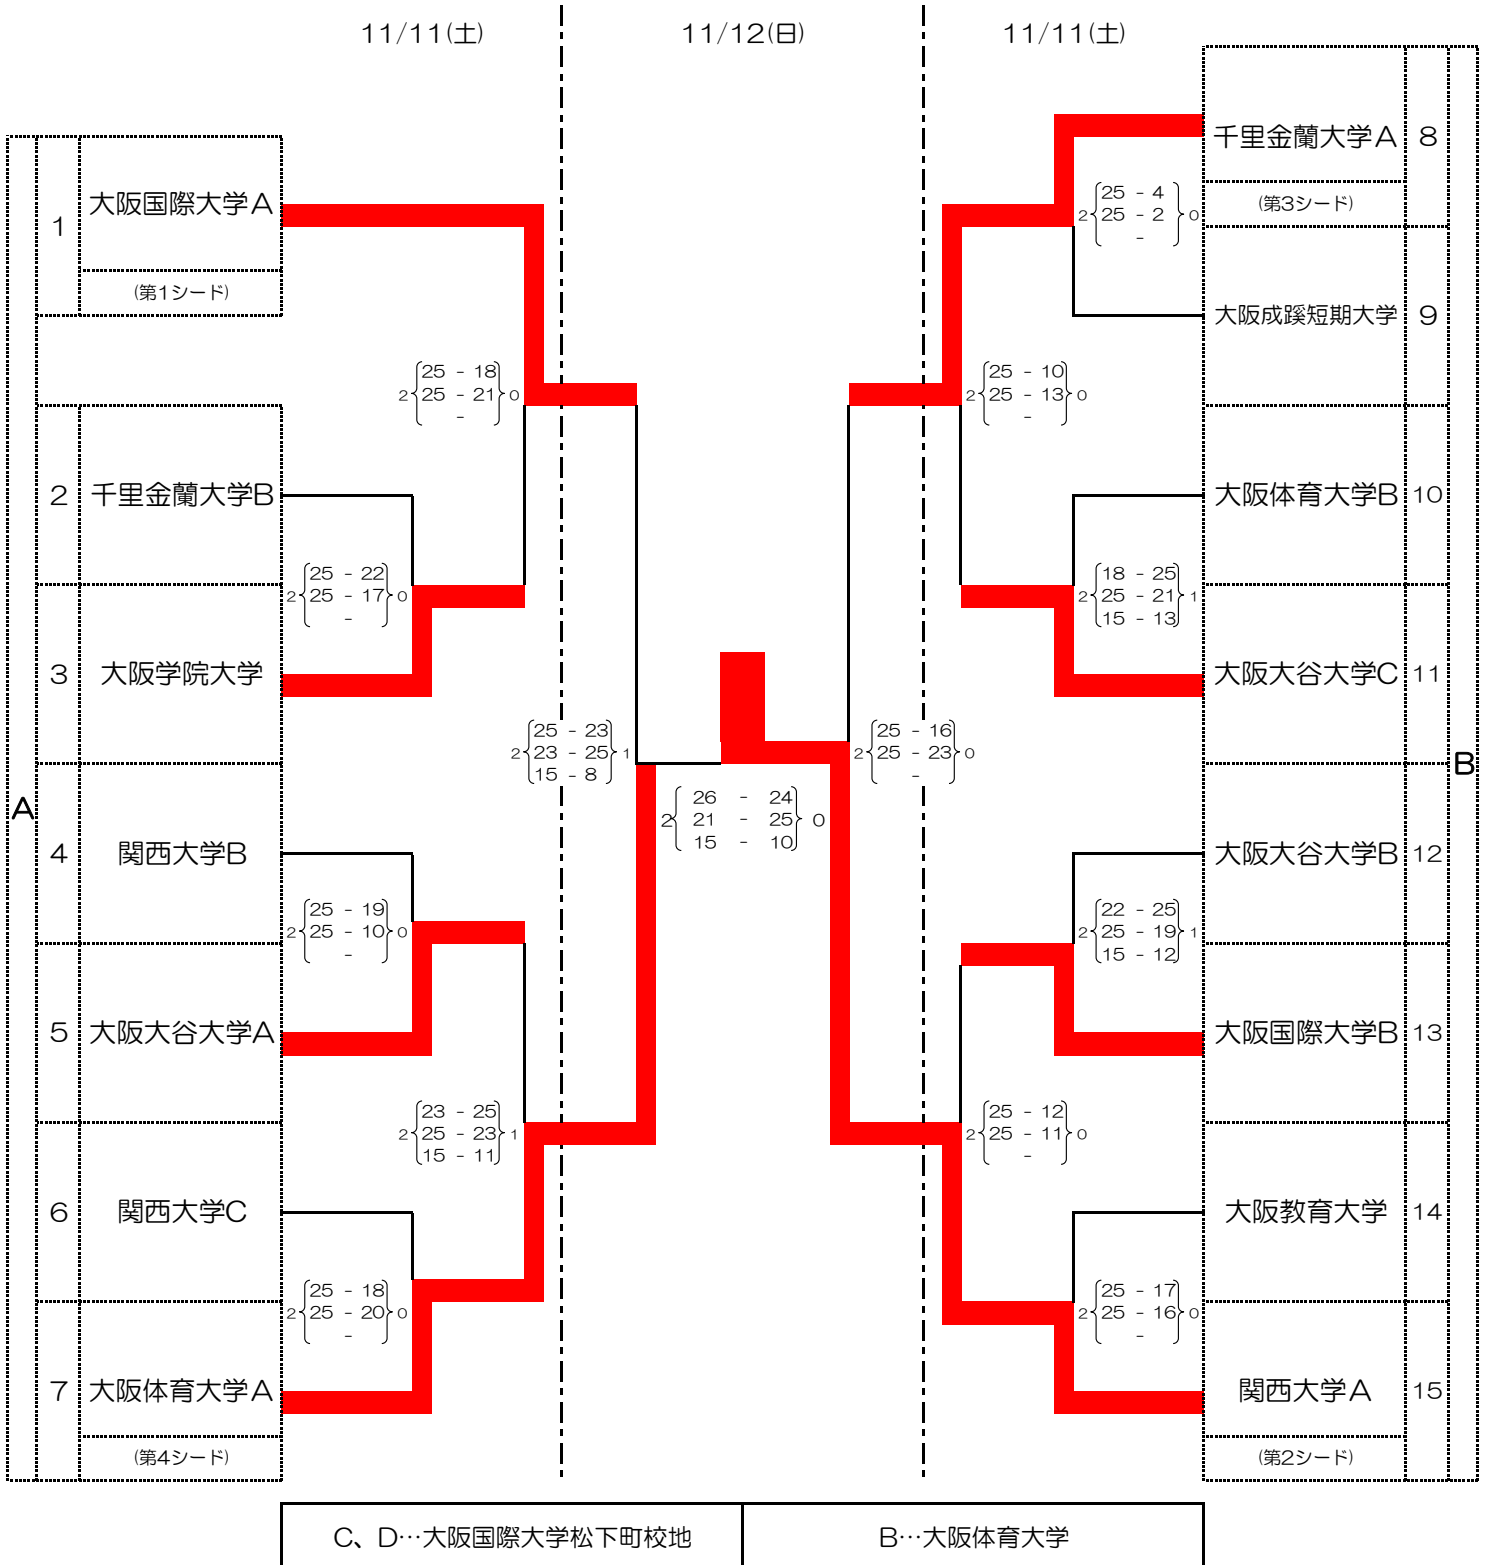 11/11(土)
11/12(日)
11/11(土)
A
1
大阪国際大学A
(第1シード)
2
千里金蘭大学B
3
大阪学院大学
4
関西大学B
5
大阪大谷大学A
6
関西大学C
7
大阪体育大学A
(第4シード)
25 - 22
2 25 - 17 0
-
25 - 19
2 25 - 10 0
-
25 - 18
2 25 - 20 0
-
25 - 18
2 25 - 21 0
-
23 - 25
2 25 - 23 1
15 - 11
25 - 23
2 23 - 25 1
15 - 8
26 - 24
2 21 - 25 0
15 - 10
25 - 16
2 25 - 23 0
-
25 - 10
2 25 - 13 0
-
25 - 12
2 25 - 11 0
-
25 - 4
2 25 - 2 0
-
18 - 25
2 25 - 21 1
15 - 13
22 - 25
2 25 - 19 1
15 - 12
25 - 17
2 25 - 16 0
-
千里金蘭大学A
8
(第3シード)
大阪成蹊短期大学
9
大阪体育大学B
10
大阪大谷大学C
11
大阪大谷大学B
12
大阪国際大学B
13
大阪教育大学
14
関西大学A
15
(第2シード)
B
C、D…大阪国際大学松下町校地
B…大阪体育大学